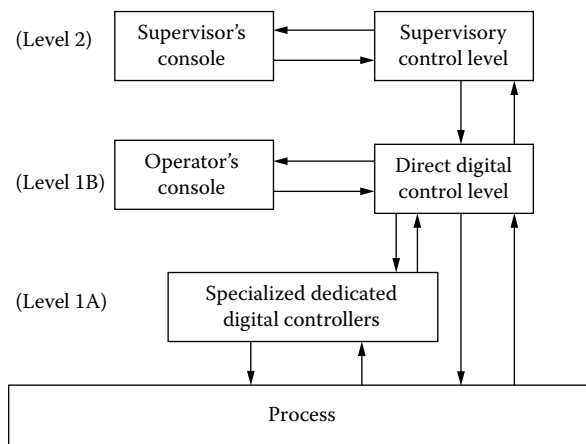 (Level 2)
Supervisor’s
console
Supervisory
control level
(Level 1B)
Operator’s
console
Direct digital
control level
(Level 1A)
Specialized dedicated
digital controllers
Process